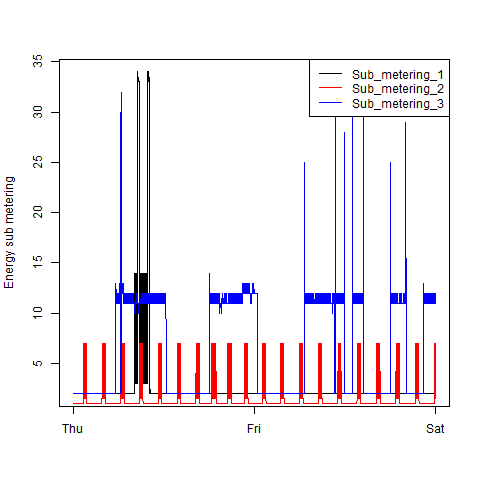 Sub_metering_1
Sub_metering_2
Sub_metering_3
Energy sub metering
35
30
25
20
15
10
5
Thu Fri Sat